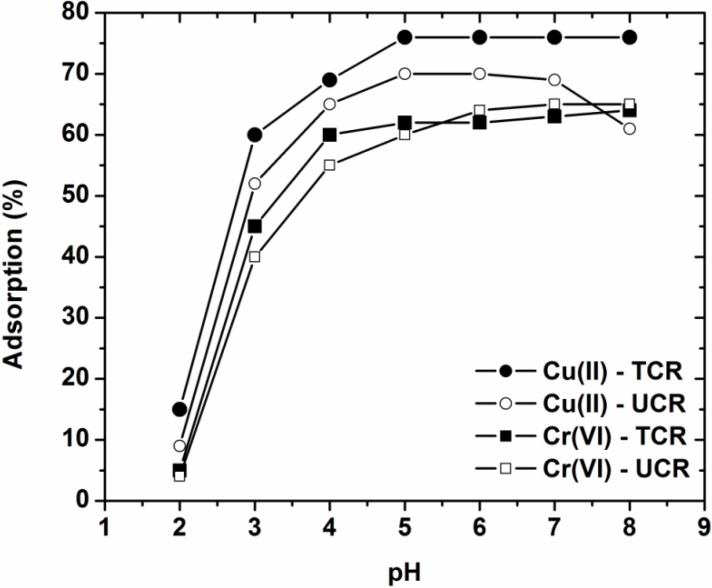 80
70
60
50
40
30
20
10
0
Adsorption (%)
1 2 3 4 5 6 7 8 9
pH
Cu(II) - TCR
Cu(II) - UCR
Cr(VI) - TCR
Cr(VI) - UCR